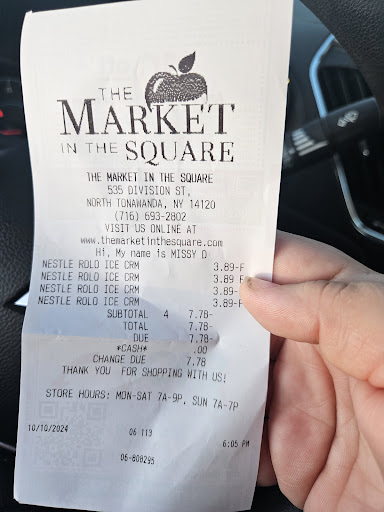 THE
MARKET
IN THE SQUARE
THE MARKET IN THE SQUARE
535 DIVISION ST,
NORTH TONAWANDA, NY 14120
(716) 693-2802
VISIT US ONLINE AT
www.themarketinthesquare.com
Hi, My name is MISSY D
NESTLE ROLO ICE CRM 3.89-F
NESTLE ROLO ICE CRM 3.89 F
NESTLE ROLO ICE CRM 3.89-
NESTLE ROLO ICE CRM 3.89-F
SUBTOTAL 4 7.78-
TOTAL 7.78-
DUE 7.78-
*CASH* .00
CHANGE DUE 7.78
THANK YOU FOR SHOPPING WITH US!
STORE HOURS: MON-SAT 7A-9P, SUN 7A-7P
10/10/2024 06 113 6:05 PM
06-808295